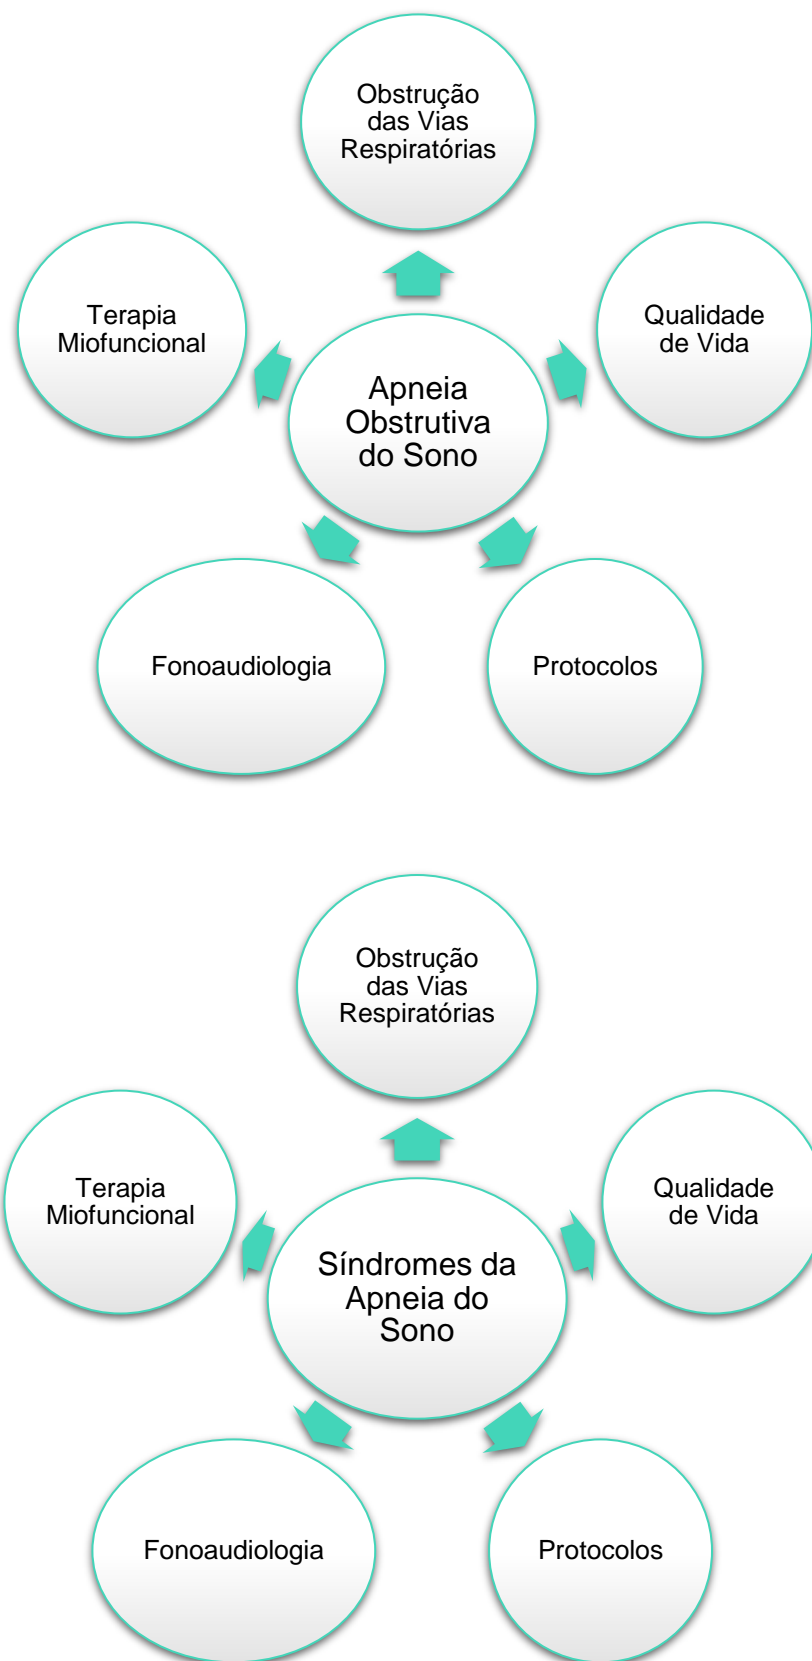 Obstrução
das Vias
Respiratórias
Terapia
Miofuncional
Qualidade
de Vida
Apneia
Obstrutiva
do Sono
Fonoaudiologia
Protocolos
Obstrução
das Vias
Respiratórias
Terapia
Miofuncional
Qualidade
de Vida
Síndromes da
Apneia do
Sono
Fonoaudiologia
Protocolos